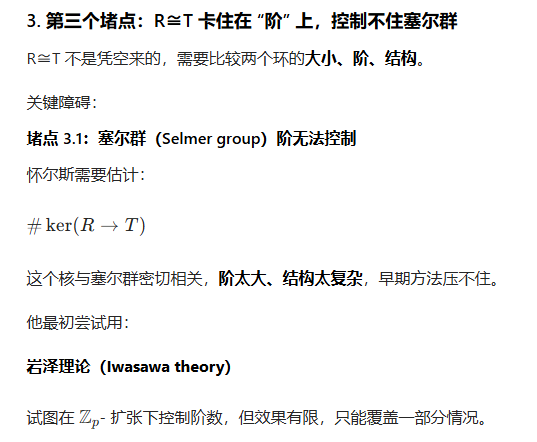 3. 第三个堵点：R≅T 卡住在 “阶” 上，控制不住塞尔群
R≅T 不是凭空来的，需要比较两个环的大小、阶、结构。
关键障碍：
堵点 3.1：塞尔群（Selmer group）阶无法控制
怀尔斯需要估计：
# ker(R → T)
这个核与塞尔群密切相关，阶太大、结构太复杂，早期方法压不住。
他最初尝试用：
岩泽理论（Iwasawa theory）
试图在 ℤp- 扩张下控制阶数，但效果有限，只能覆盖一部分情况。